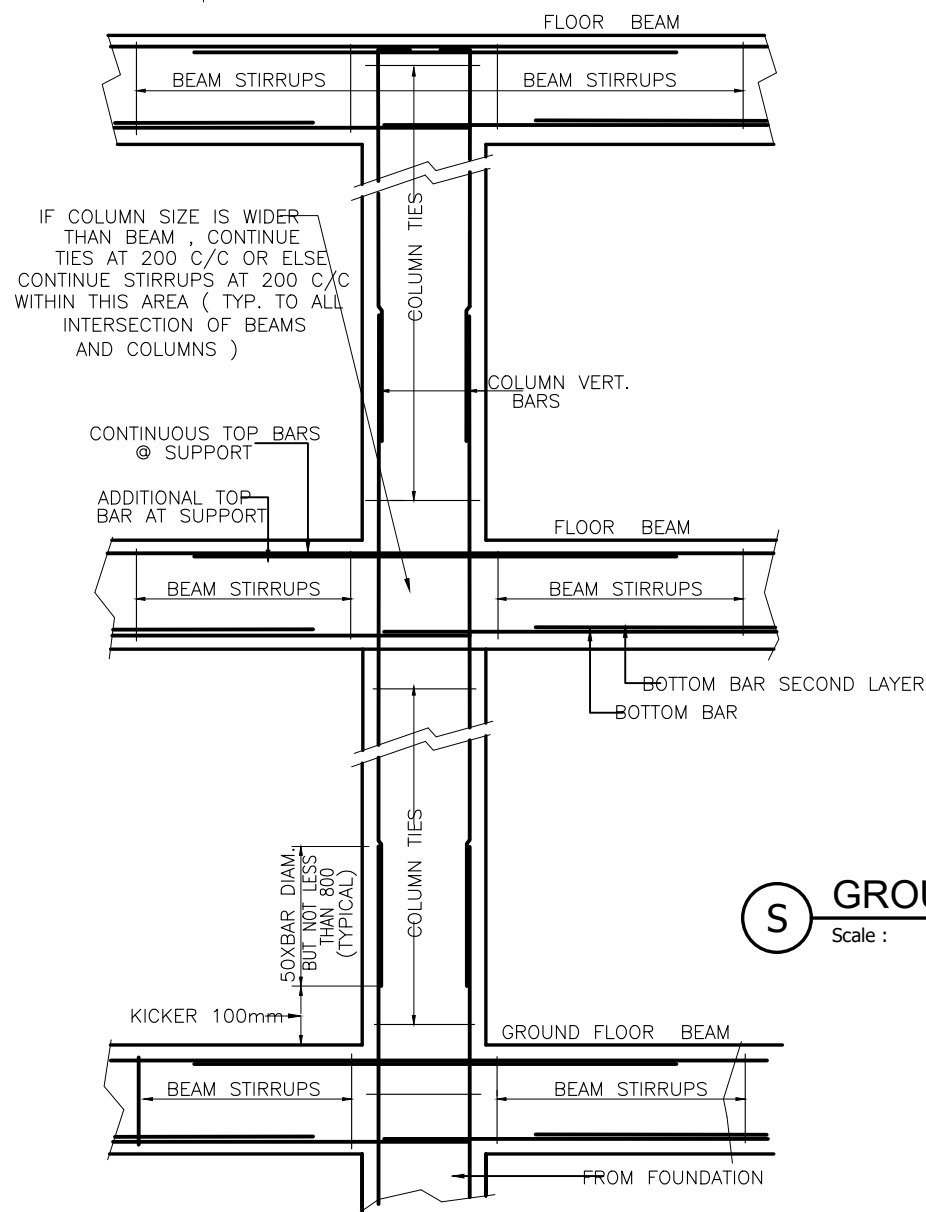 FLOOR BEAM
BEAM STIRRUPS
BEAM STIRRUPS
COLUMN TIES
IF COLUMN SIZE IS WIDER
THAN BEAM , CONTINUE
TIES AT 200 C/C OR ELSE
CONTINUE STIRRUPS AT 200 C/C
WITHIN THIS AREA ( TYP. TO ALL
INTERSECTION OF BEAMS
AND COLUMNS )
COLUMN VERT.
BARS
CONTINUOUS TOP BARS
@ SUPPORT
ADDITIONAL TOP
BAR AT SUPPORT
FLOOR BEAM
BEAM STIRRUPS
BEAM STIRRUPS
BOTTOM BAR SECOND LAYER
BOTTOM BAR
COLUMN TIES
50XBAR DIAM.
BUT NOT LESS
THAN 800
(TYPICAL)
S
GROU
Scale :
KICKER 100mm
GROUND FLOOR BEAM
BEAM STIRRUPS
BEAM STIRRUPS
FROM FOUNDATION